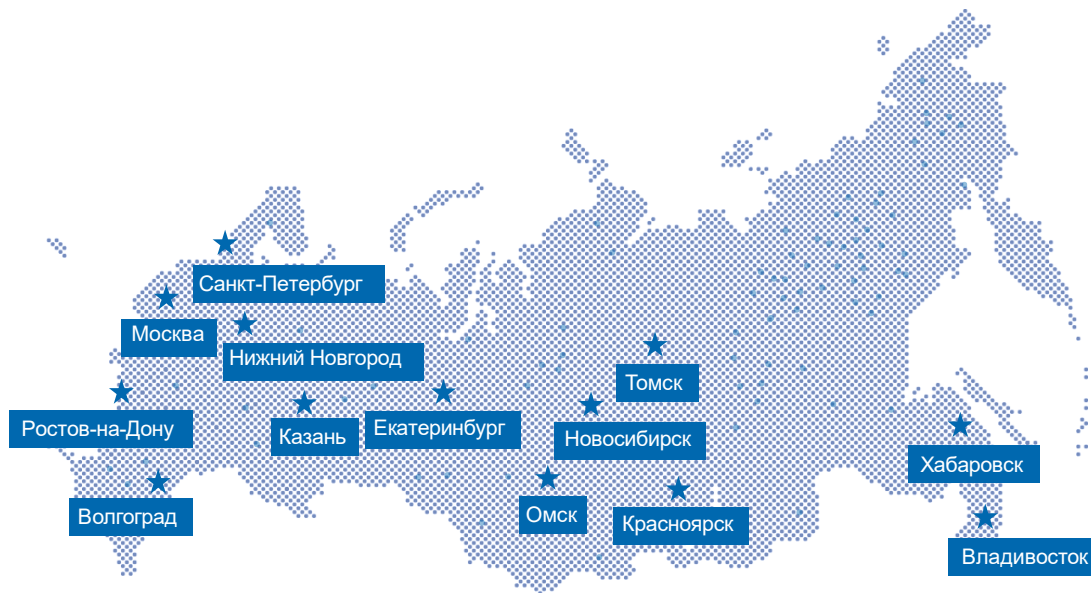 Санкт-Петербург
Москва
Нижний Новгород
Томск
Ростов-на-Дону
Казань
Екатеринбург
Новосибирск
Хабаровск
Волгоград
Омск
Красноярск
Владивосток